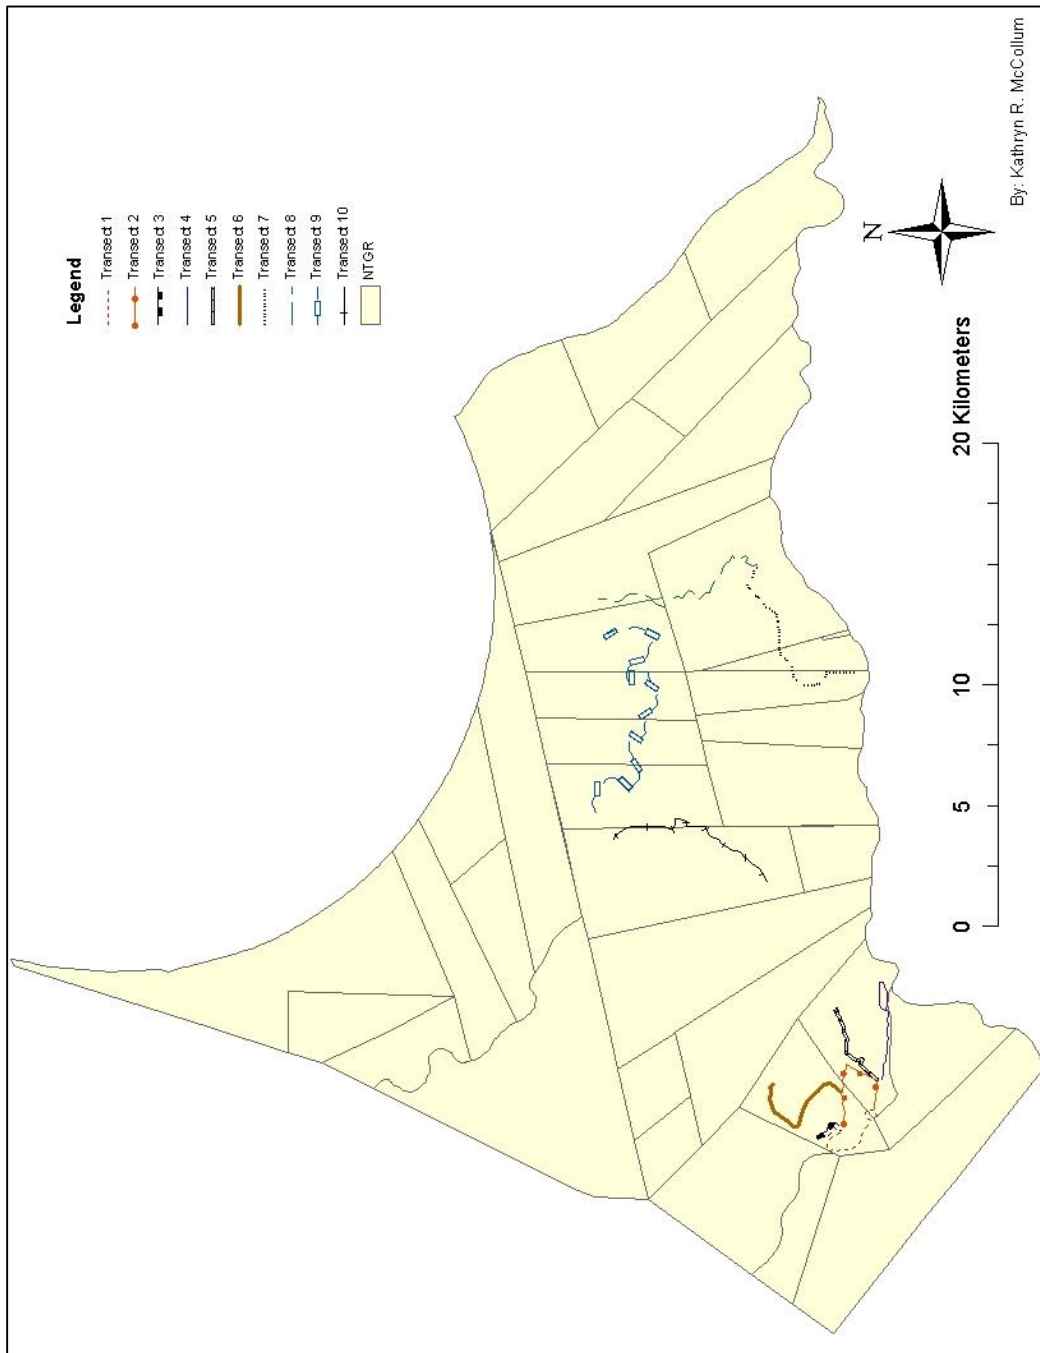 Legend
Transect 1
Transect 2
Transect 3
Transect 4
Transect 5
Transect 6
Transect 7
Transect 8
Transect 9
Transect 10
NTGR
N
0 5 10 20 Kilometers
By: Kathryn R. McCollum